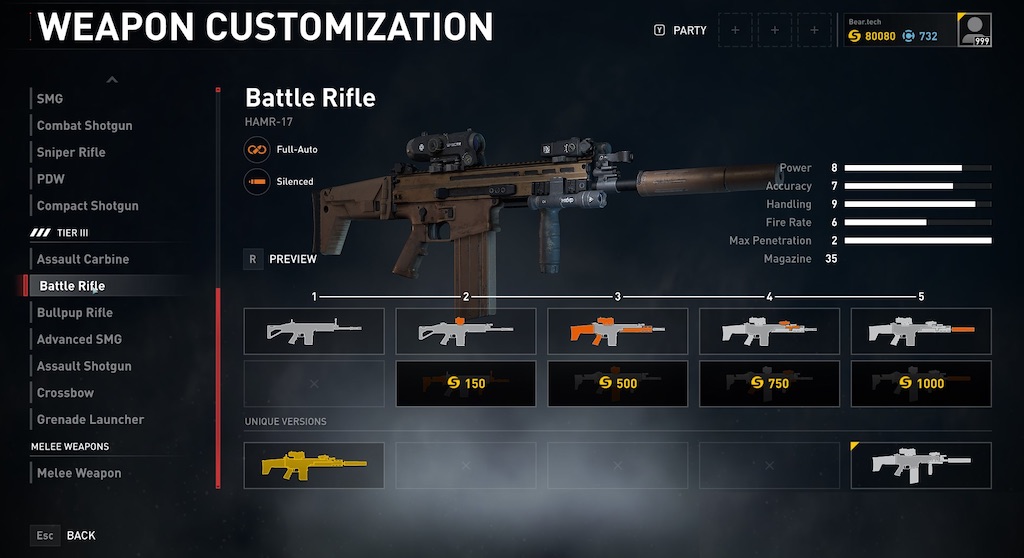 WEAPON CUSTOMIZATION
Y PARTY
Bear.tech
80080 732
999
SMG
Combat Shotgun
Sniper Rifle
PDW
Compact Shotgun
TIER III
Assault Carbine
Battle Rifle
Bullpup Rifle
Advanced SMG
Assault Shotgun
Crossbow
Grenade Launcher
MELEE WEAPONS
Melee Weapon
Battle Rifle
HAMR-17
Full-Auto
Silenced
R PREVIEW
Power 8
Accuracy 7
Handling 9
Fire Rate 6
Max Penetration 2
Magazine 35
1 2 3 4 5
150 500 750 1000
UNIQUE VERSIONS
Esc BACK